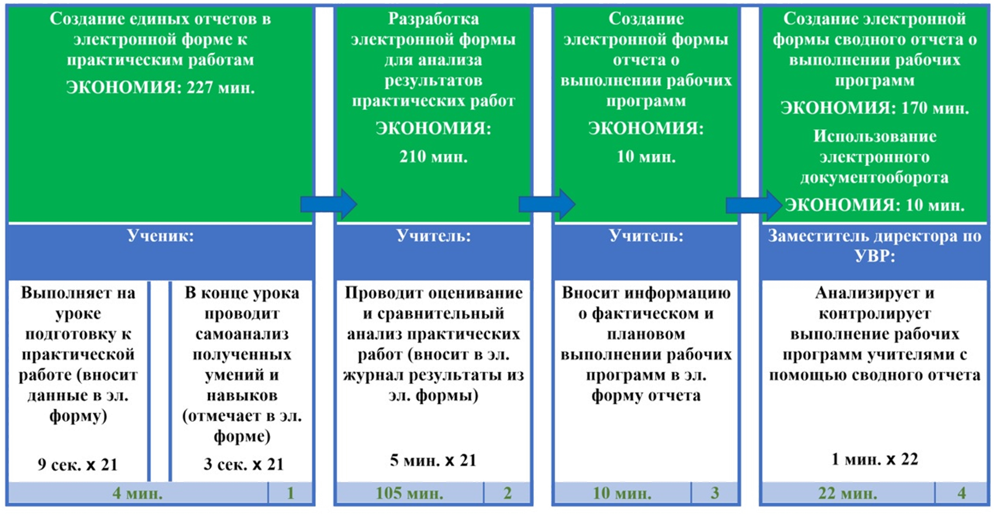 Создание единых отчетов в
электронной форме к
практическим работам
ЭКОНОМИЯ: 227 мин.
Ученик:
Выполняет на
уроке
подготовку к
практической
работе (вносит
данные в эл.
форму)
9 сек. х 21
В конце урока
проводит
самоанализ
полученных
умений и
навыков
(отмечает в эл.
форме)
3 сек. х 21
4 мин.
1
Разработка
электронной формы
для анализа
результатов
практических работ
ЭКОНОМИЯ:
210 мин.
Учитель:
Проводит оценивание
и сравнительный
анализ практических
работ (вносит в эл.
журнал результаты из
эл. формы)
5 мин. х 21
105 мин.
2
Создание
электронной формы
отчета о
выполнении рабочих
программ
ЭКОНОМИЯ:
10 мин.
Учитель:
Вносит информацию
о фактическом и
плановом
выполнении рабочих
программ в эл.
форму отчета
10 мин.
3
Создание электронной
формы сводного отчета о
выполнении рабочих
программ
ЭКОНОМИЯ: 170 мин.
Использование
электронного
документооборота
ЭКОНОМИЯ: 10 мин.
Заместитель директора по
УВР:
Анализирует и
контролирует
выполнение рабочих
программ учителями с
помощью сводного отчета
1 мин. х 22
22 мин.
4